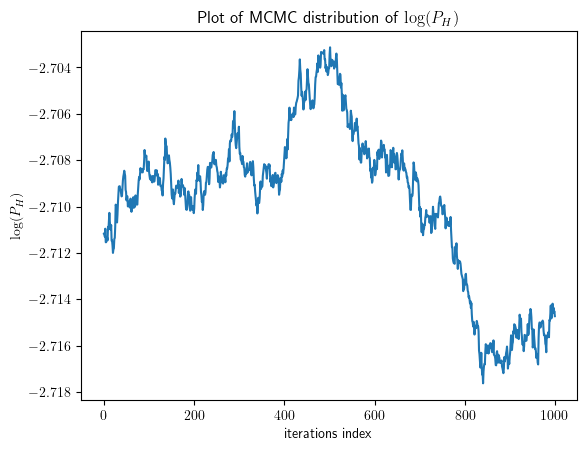 Plot of MCMC distribution of log(P_H)
−2.704
−2.706
−2.708
−2.710
−2.712
−2.714
−2.716
−2.718
log(P_H)
0 200 400 600 800 1000
iterations index